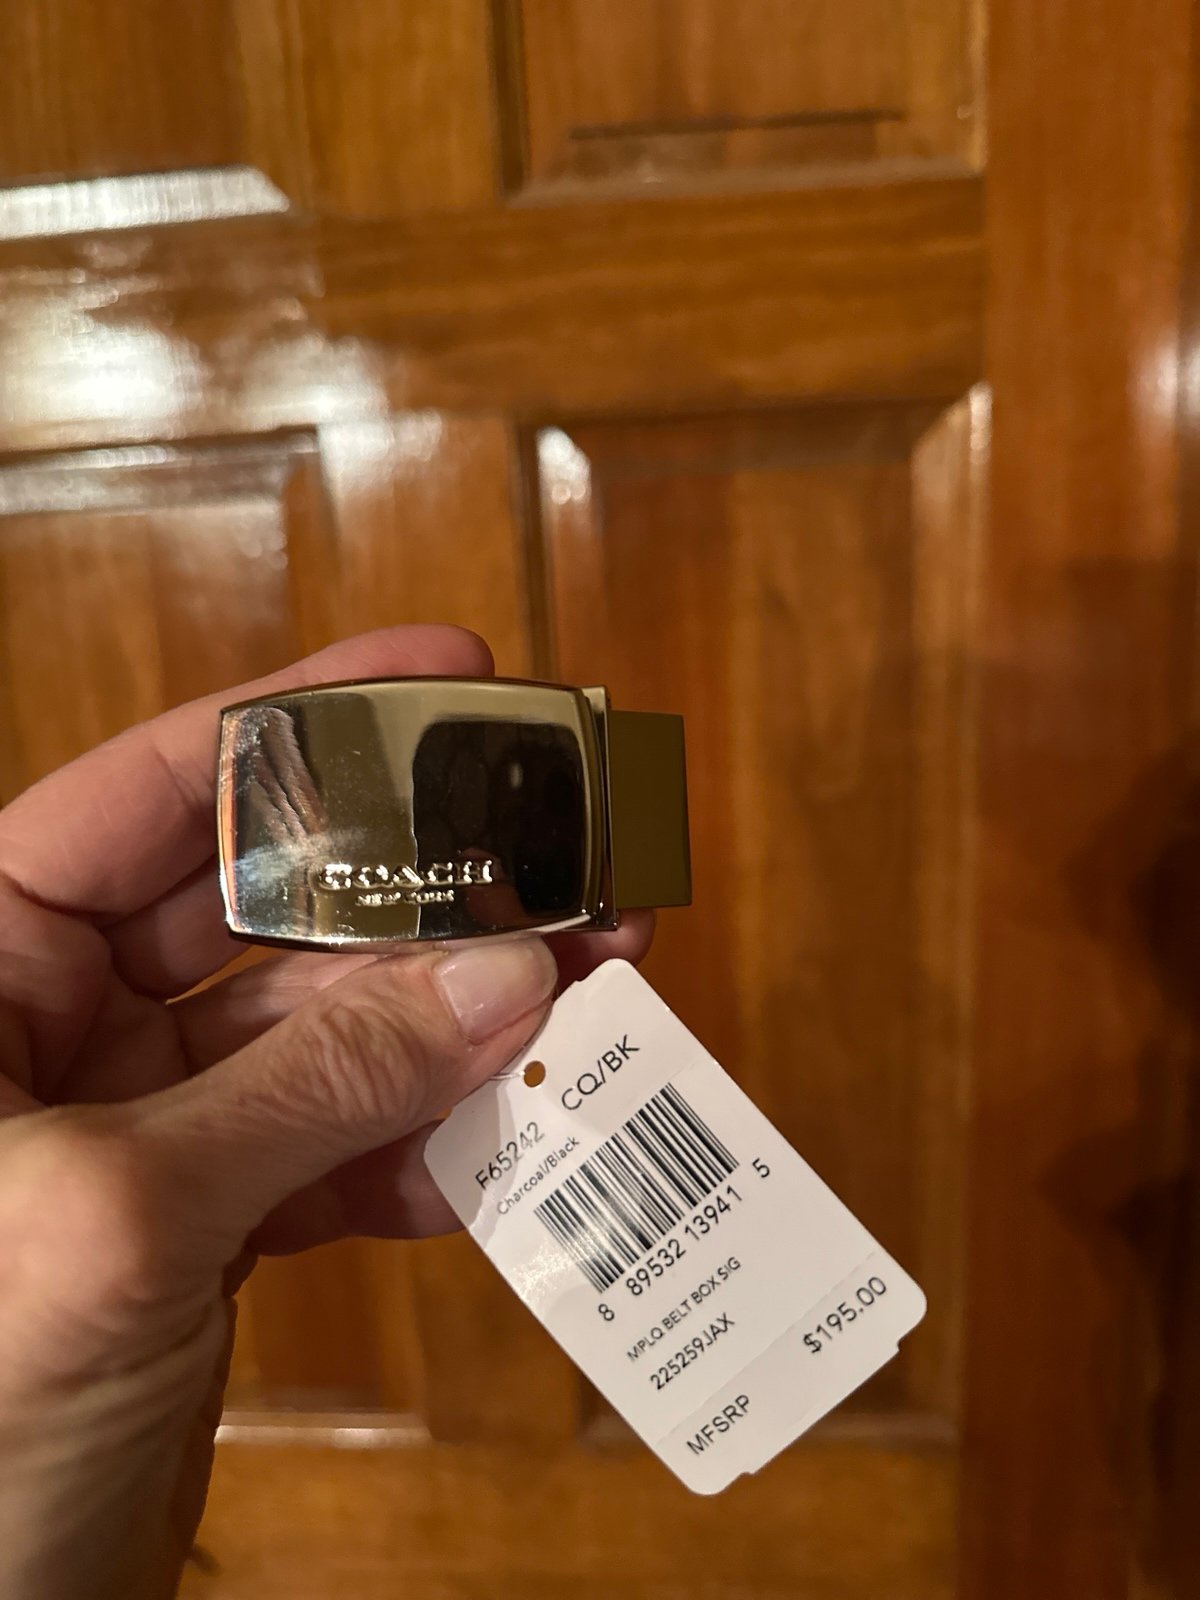 COACH
NEW YORK
F65242 CQ/BK
Charcoal/Black
8 89532 13941 5
MPLQ BELT BOX SIG
225259JAX
MFSRP $195.00